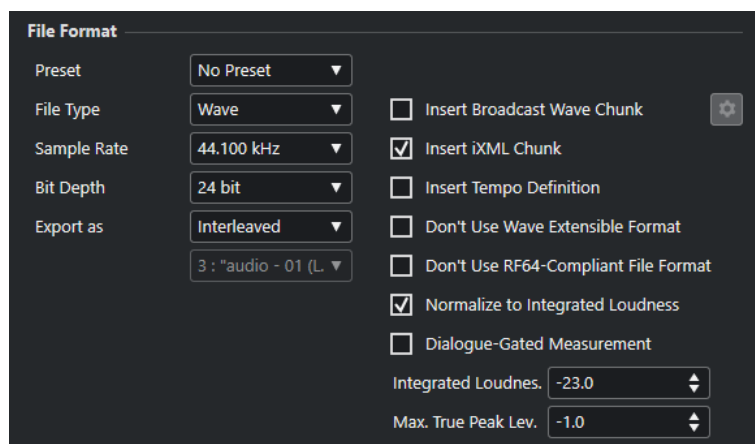 File Format
Preset No Preset
File Type Wave Insert Broadcast Wave Chunk
Sample Rate 44.100 kHz Insert iXML Chunk
Bit Depth 24 bit Insert Tempo Definition
Export as Interleaved Don't Use Wave Extensible Format
3 : "audio - 01 (L. Don't Use RF64-Compliant File Format
Normalize to Integrated Loudness
Dialogue-Gated Measurement
Integrated Loudnes. -23.0
Max. True Peak Lev. -1.0